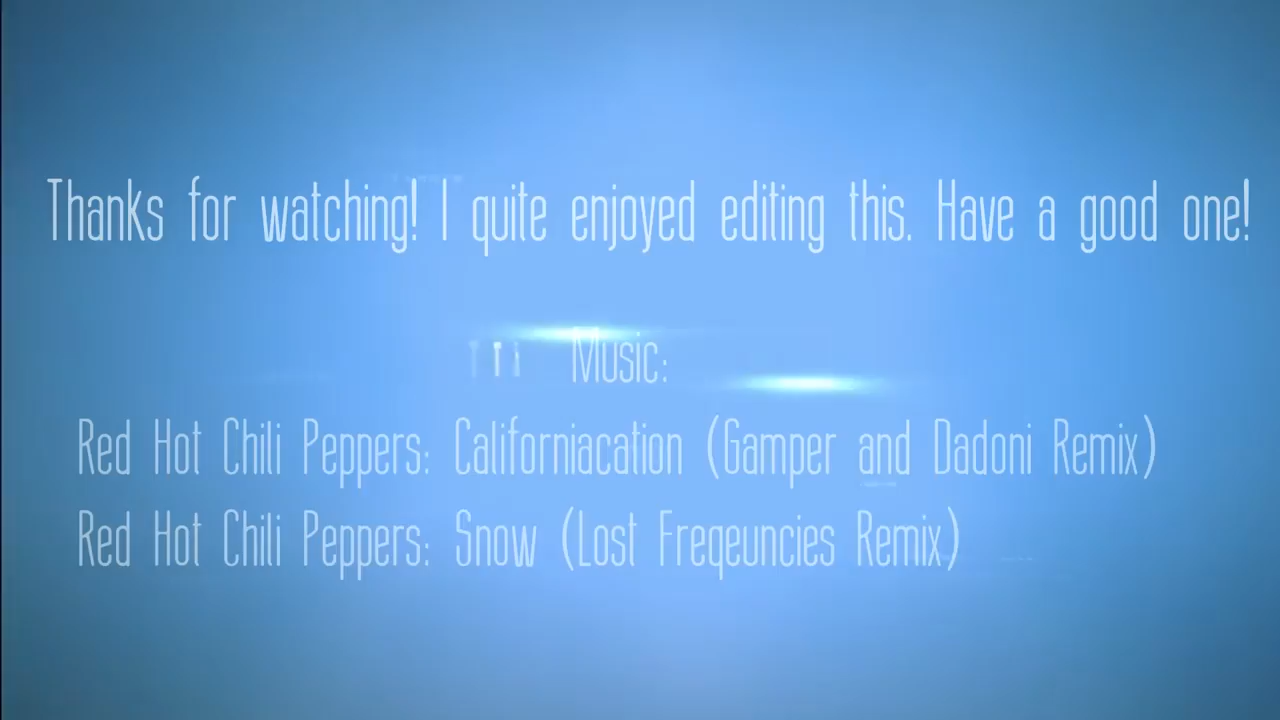 Thanks for watching! I quite enjoyed editing this. Have a good one!
Music:
Red Hot Chili Peppers: Californiacation (Gamper and Dadoni Remix)
Red Hot Chili Peppers: Snow (Lost Freqeuncies Remix)